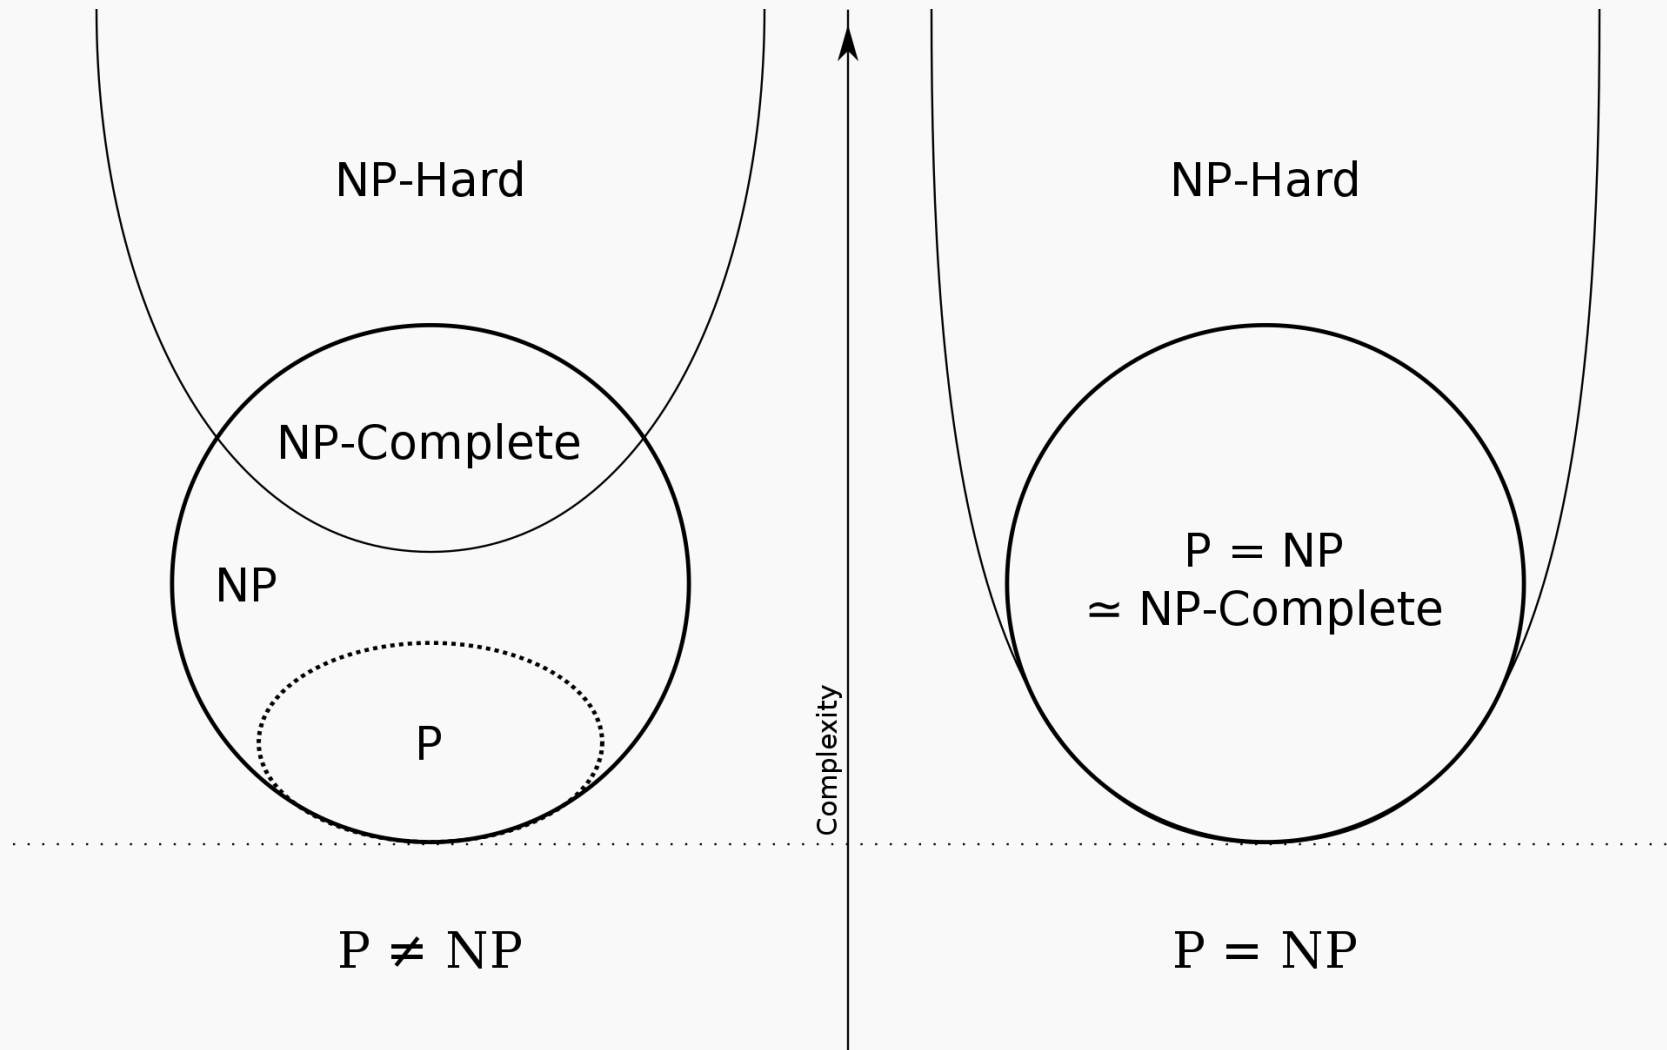 NP-Hard
NP-Complete
NP
P
P ≠ NP
Complexity
NP-Hard
P = NP
≃ NP-Complete
P = NP